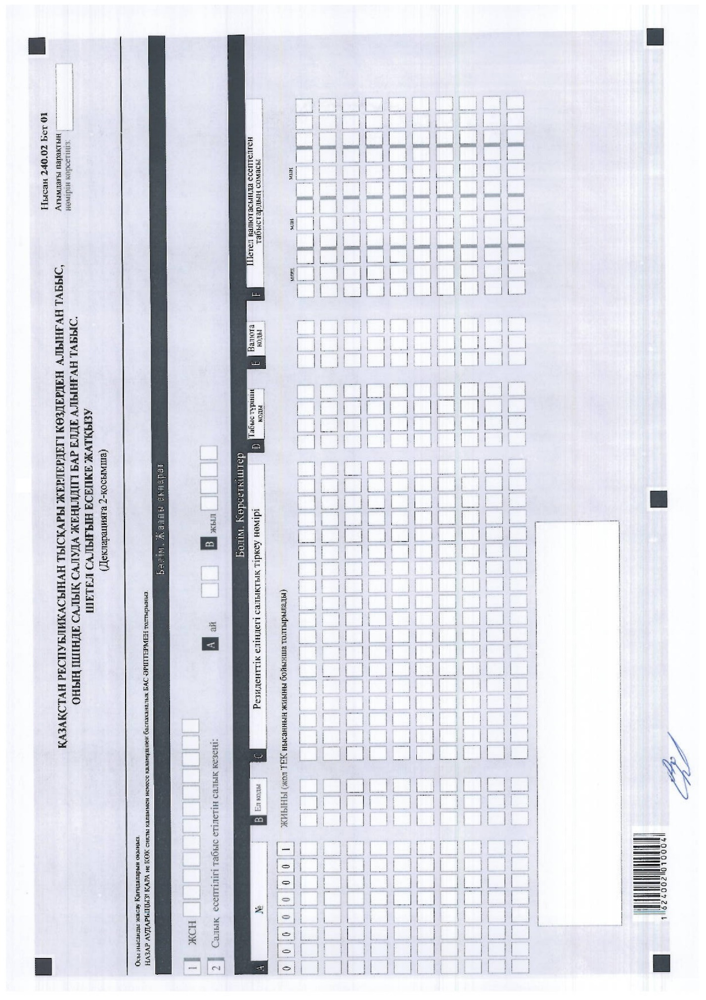 Нысан 240.02 Бет 01
Ағымдағы парақтың
нөмірін көрсетіңіз:
ҚАЗАҚСТАН РЕСПУБЛИКАСЫНАН ТЫСҚАРЫ ЖЕРЛЕРДЕГІ КӨЗДЕРДЕН АЛЫНҒАН ТАБЫС,
ОНЫҢ ІШІНДЕ САЛЫҚ САЛУДА ЖЕҢІЛДІГІ БАР ЕЛДЕ АЛЫНҒАН ТАБЫС.
ШЕТЕЛ САЛЫҒЫН ЕСЕПКЕ ЖАТҚЫЗУ
(Декларацияға 2-қосымша)
Осы нысанды жасау Қағидаларын оқыңыз.
НАЗАР АУДАРЫҢЫЗ! ҚАРА не КӨК сиялы қаламмен немесе қаламұшпен баспаханалық БАС ӘРІПТЕРМЕН толтырыңыз.
Бөлім. Жалпы ақпарат
1 ЖСН
2 Салық есептілігі табыс етілетін салық кезеңі: A ай B жыл
Бөлім. Көрсеткіштер
A № B Ел коды C Резиденттік еліндегі салықтық тіркеу нөмірі D Табыс түрінің коды E Валюта коды F Шетел валютасында есептелген табыстардың сомасы
0 0 0 0 0 0 0 1 ЖИЫНЫ (жол ТЕК нысанның жиыны бойынша толтырылады)
млрд млн мың
1 624002 010004